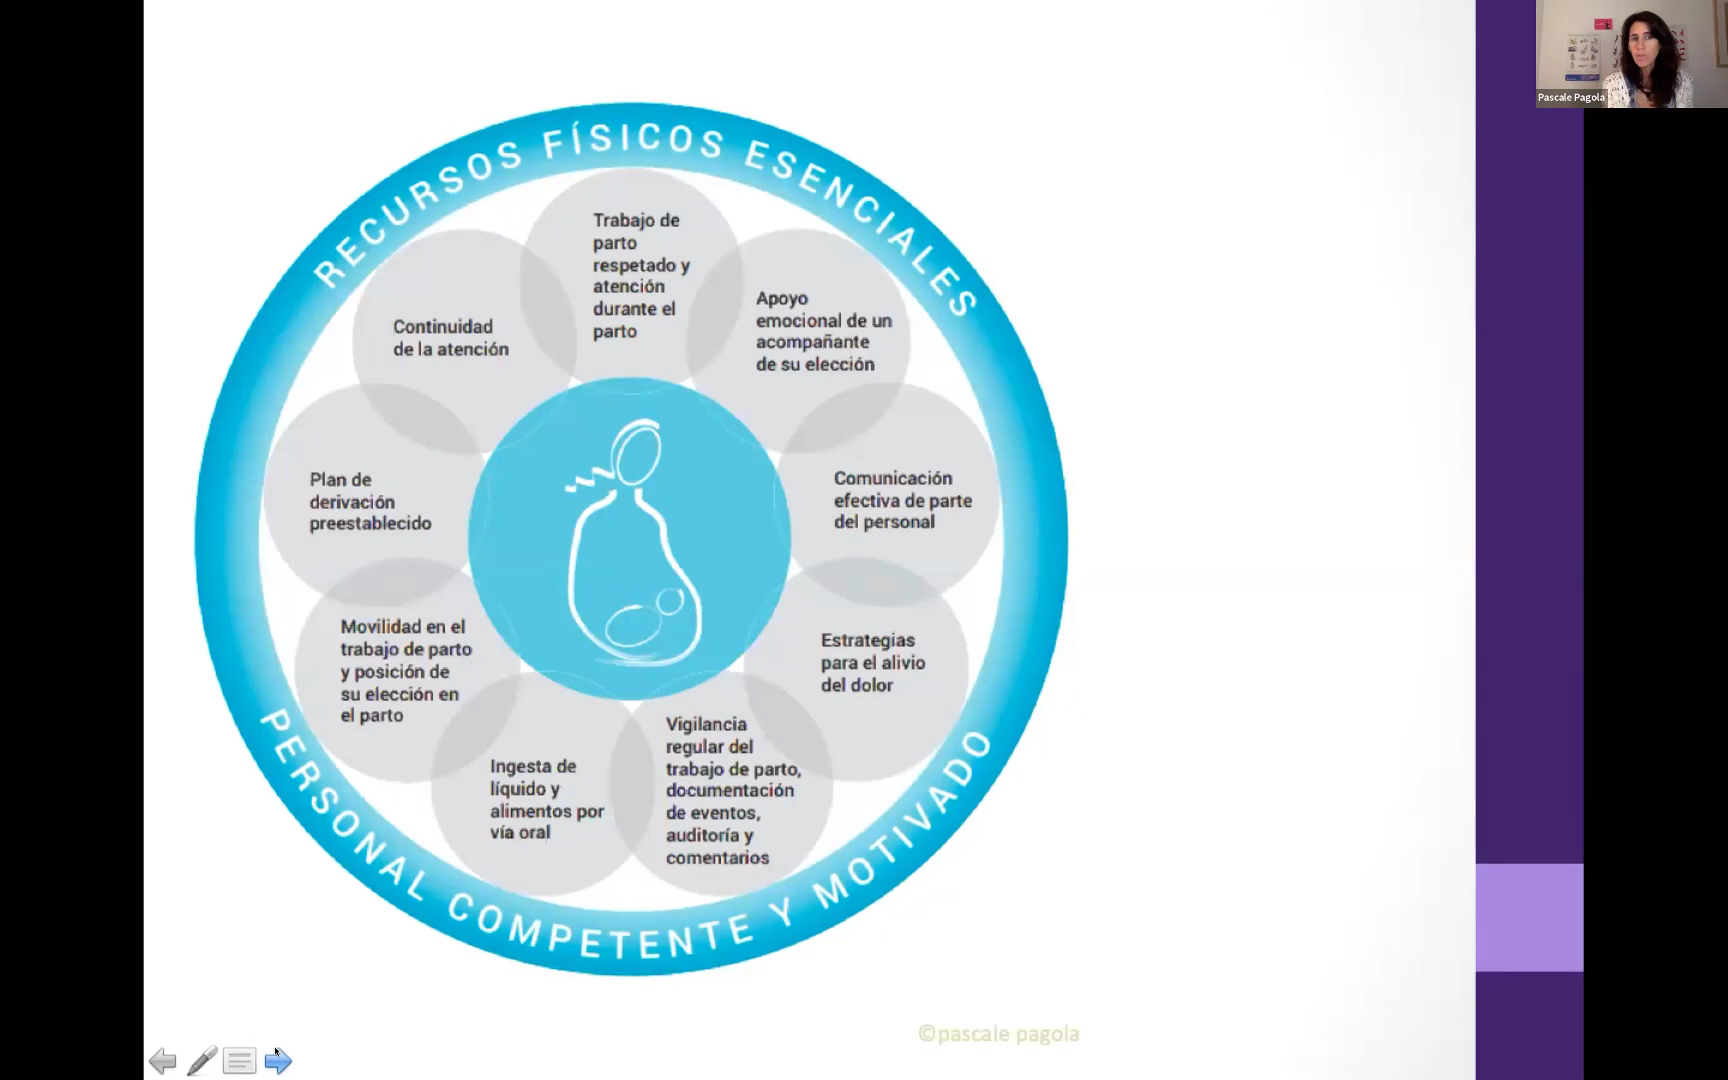 Pascale Pagola
RECURSOS FÍSICOS ESENCIALES
Trabajo de
parto
respetado y
atención
durante el
parto
Apoyo
emocional de un
acompañante
de su elección
Comunicación
efectiva de parte
del personal
Estrategias
para el alivio
del dolor
Vigilancia
regular del
trabajo de parto,
documentación
de eventos,
auditoría y
comentarios
Ingesta de
líquido y
alimentos por
vía oral
Movilidad en el
trabajo de parto
y posición de
su elección en
el parto
Plan de
derivación
preestablecido
Continuidad
de la atención
PERSONAL COMPETENTE Y MOTIVADO
©pascale pagola